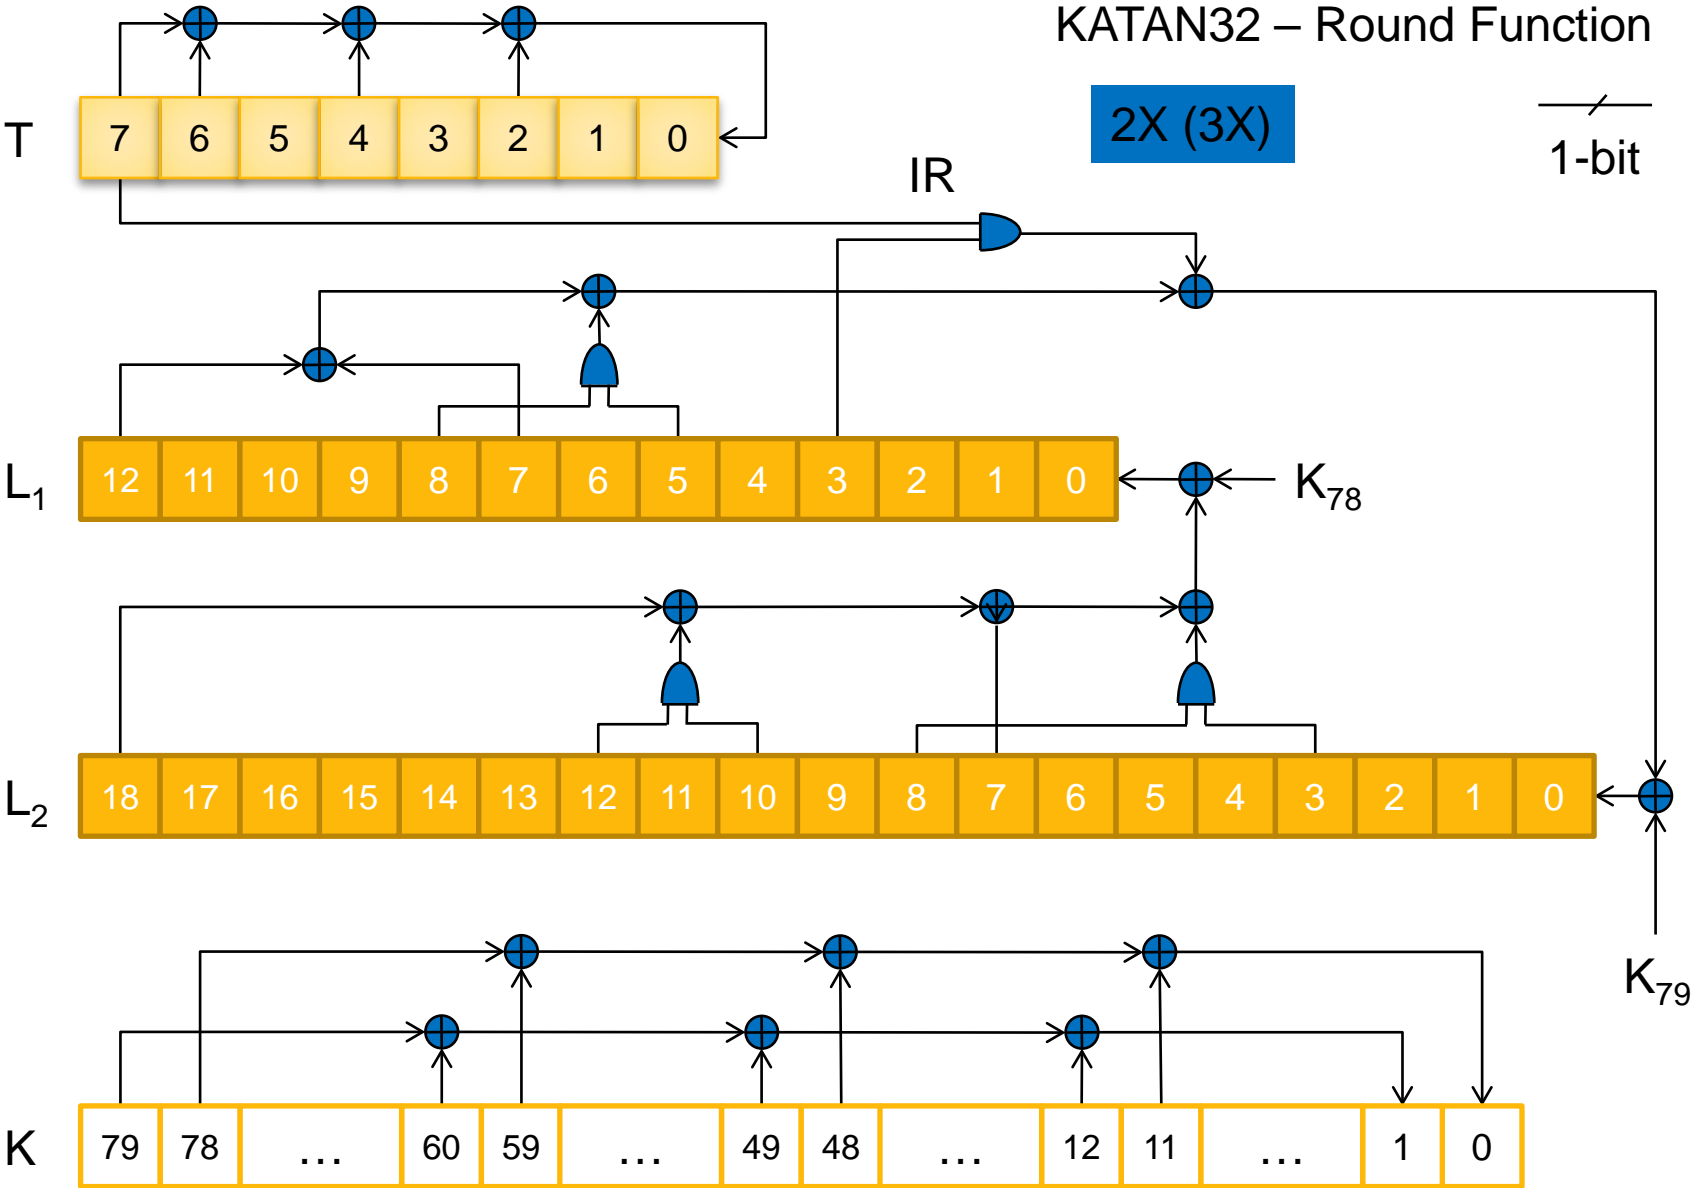 KATAN32 – Round Function
2X (3X)
1-bit
T 7 6 5 4 3 2 1 0
IR
L1 12 11 10 9 8 7 6 5 4 3 2 1 0
K78
L2 18 17 16 15 14 13 12 11 10 9 8 7 6 5 4 3 2 1 0
K79
K 79 78 ... 60 59 ... 49 48 ... 12 11 ... 1 0